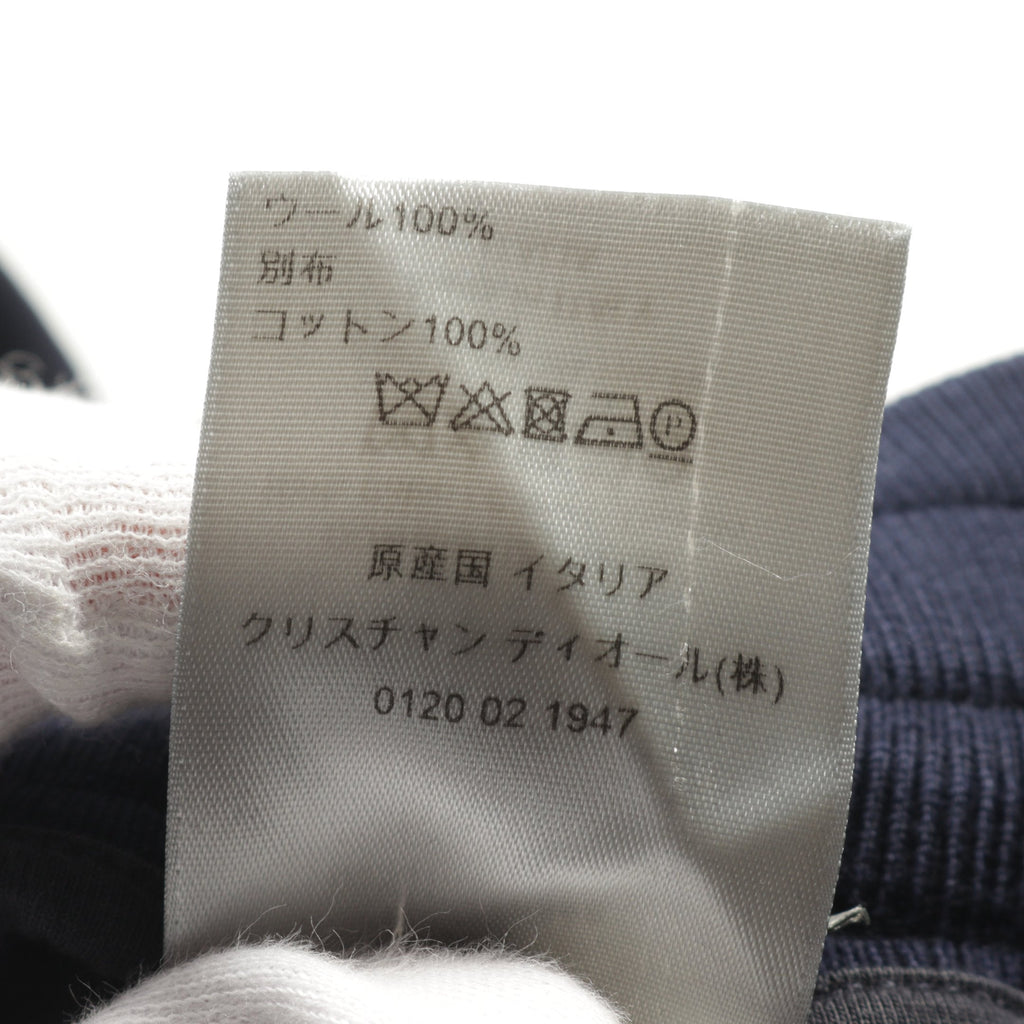 ウール100%
別布
コットン100%
P
原産国 イタリア
クリスチャン ディオール(株)
0120 02 1947